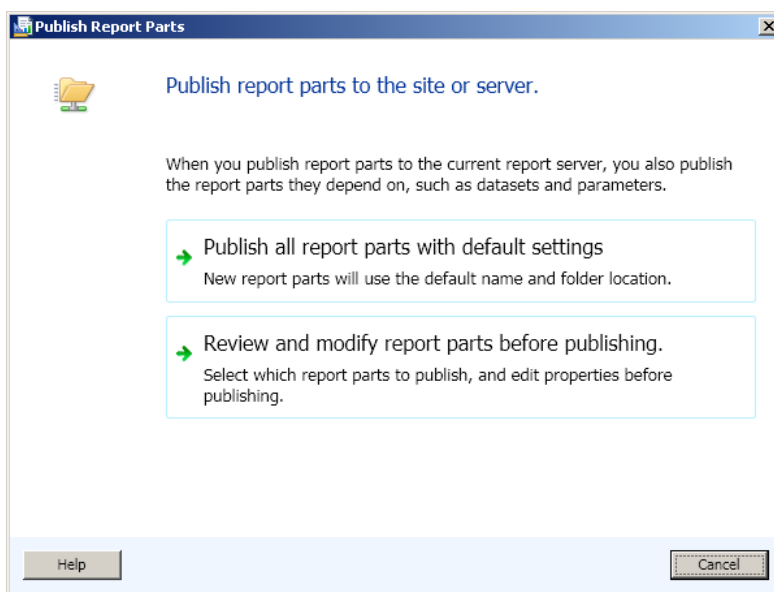 Publish Report Parts
Publish report parts to the site or server.
When you publish report parts to the current report server, you also publish
the report parts they depend on, such as datasets and parameters.
Publish all report parts with default settings
New report parts will use the default name and folder location.
Review and modify report parts before publishing.
Select which report parts to publish, and edit properties before
publishing.
Help
Cancel